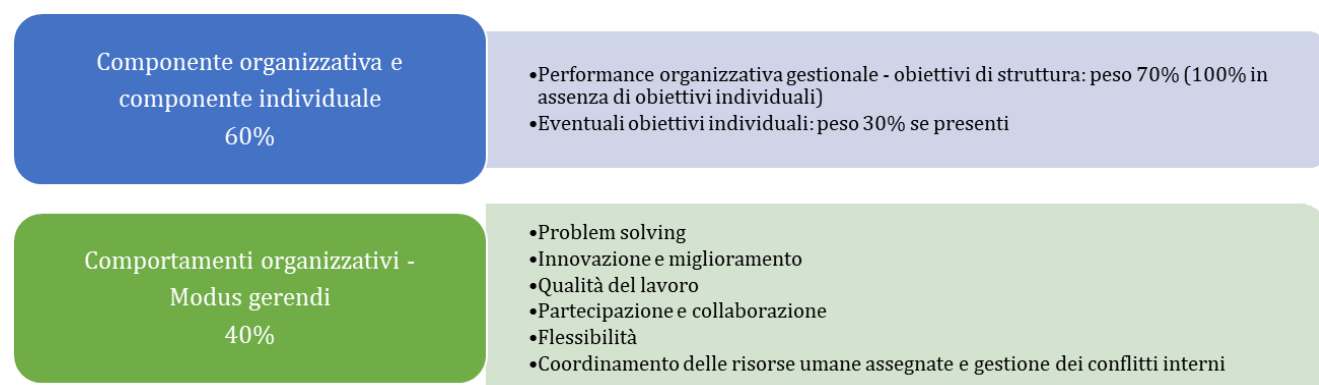 Componente organizzativa e
componente individuale
60%
•Performance organizzativa gestionale - obiettivi di struttura: peso 70% (100% in
assenza di obiettivi individuali)
•Eventuali obiettivi individuali: peso 30% se presenti
Comportamenti organizzativi -
Modus gerendi
40%
•Problem solving
•Innovazione e miglioramento
•Qualità del lavoro
•Partecipazione e collaborazione
•Flessibilità
•Coordinamento delle risorse umane assegnate e gestione dei conflitti interni